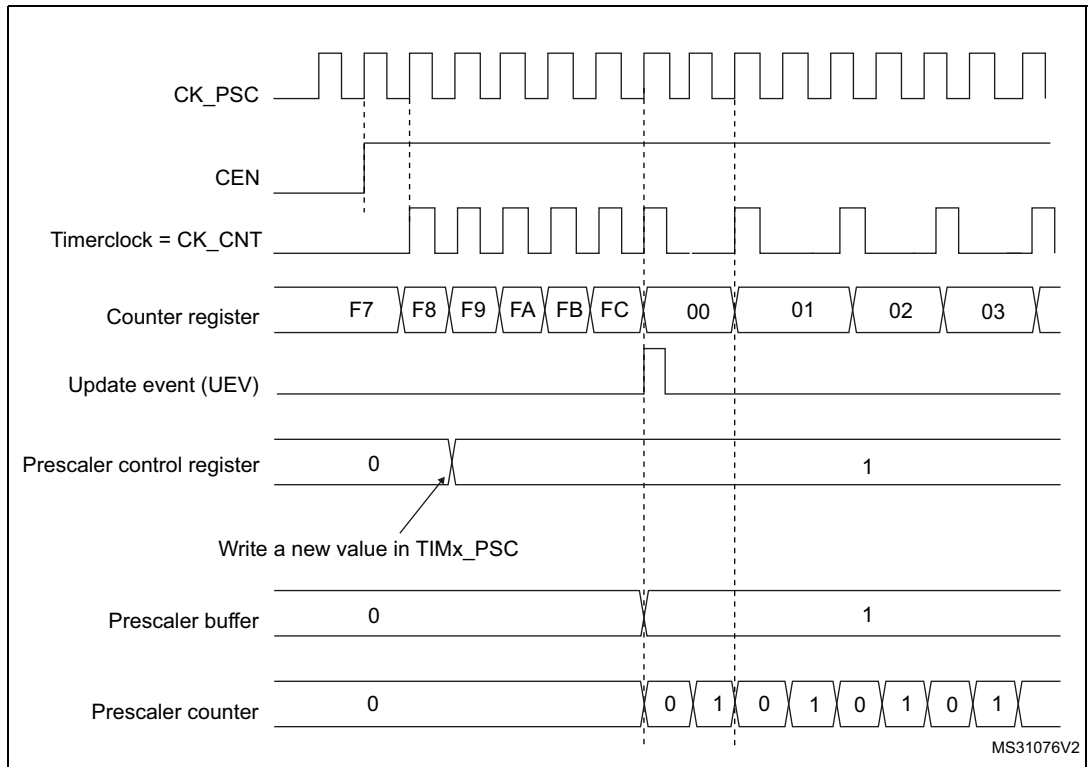 CK_PSC
CEN
Timerclock = CK_CNT
Counter register F7 F8 F9 FA FB FC 00 01 02 03
Update event (UEV)
Prescaler control register 0 1
Write a new value in TIMx_PSC
Prescaler buffer 0 1
Prescaler counter 0 0 1 0 1 0 1 0 1
MS31076V2